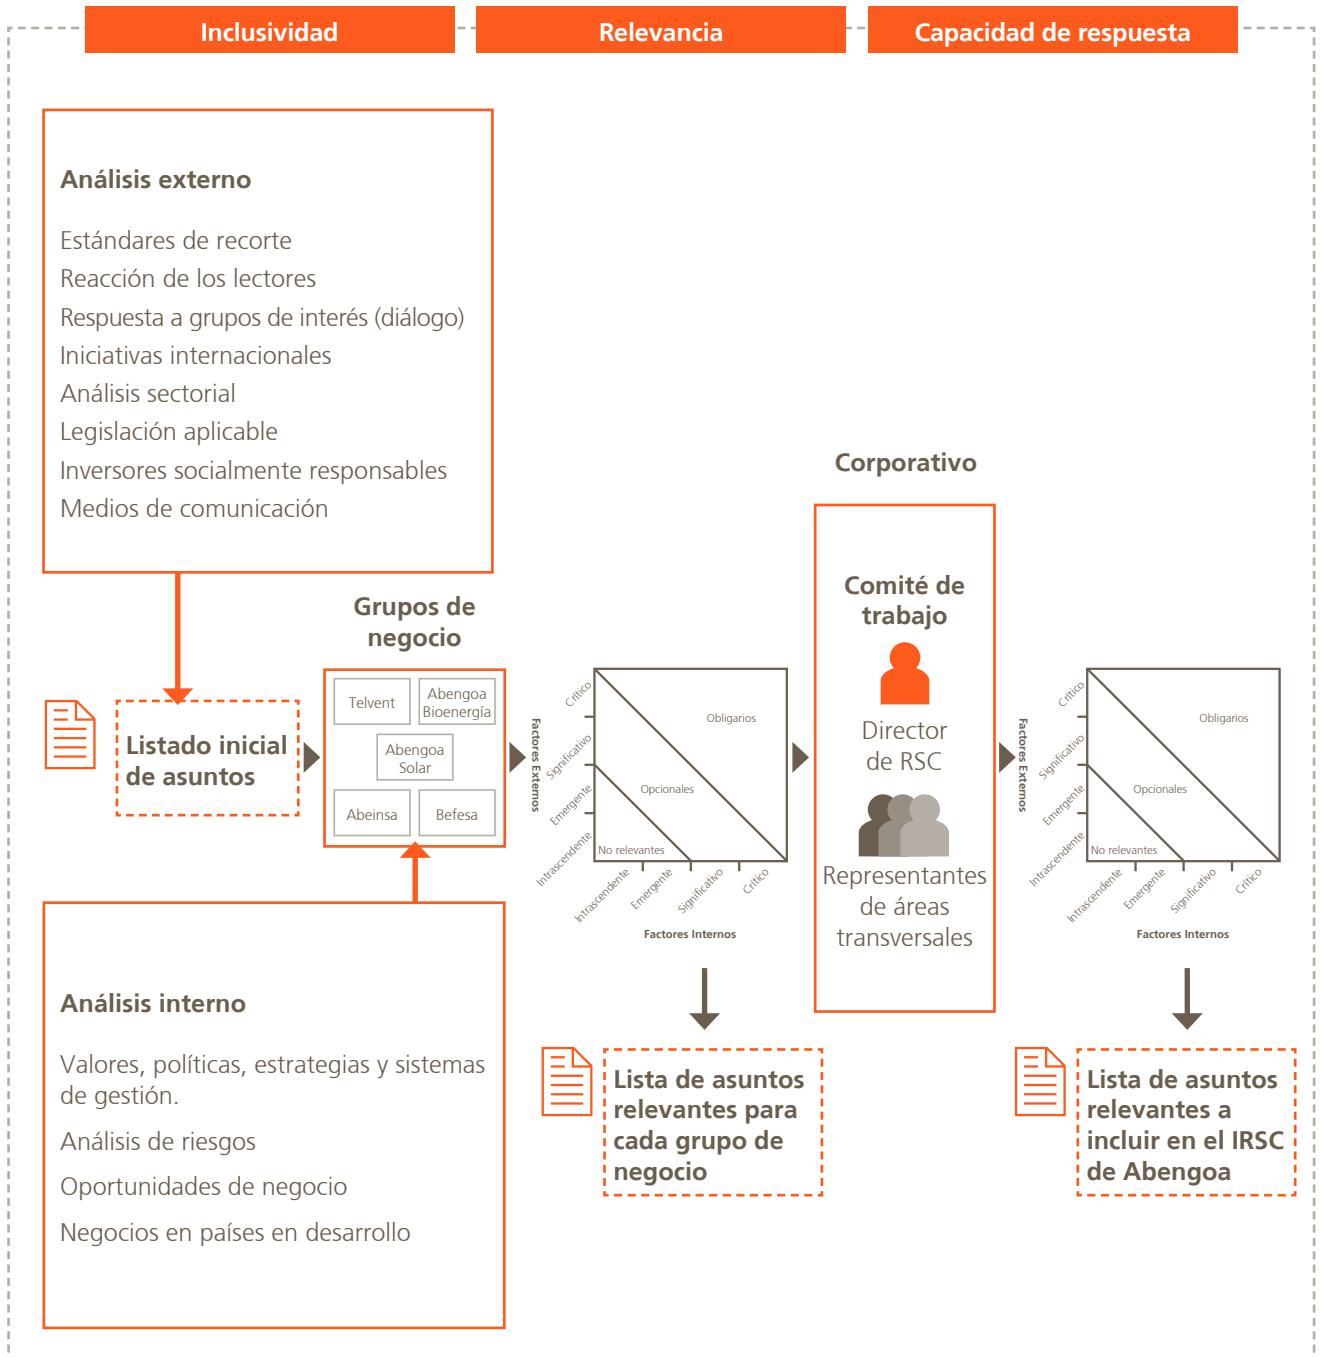 Inclusividad
Relevancia
Capacidad de respuesta
Análisis externo
Estándares de recorte
Reacción de los lectores
Respuesta a grupos de interés (diálogo)
Iniciativas internacionales
Análisis sectorial
Legislación aplicable
Inversores socialmente responsables
Medios de comunicación
Listado inicial
de asuntos
Grupos de
negocio
Telvent
Abengoa
Bioenergía
Abengoa
Solar
Abeinsa
Befesa
Análisis interno
Valores, políticas, estrategias y sistemas
de gestión.
Análisis de riesgos
Oportunidades de negocio
Negocios en países en desarrollo
Factores Externos
Crítico
Significativo
Emergente
Intrascendente
Obligarios
Opcionales
No relevantes
Intrascendente
Emergente
Significativo
Crítico
Factores Internos
Lista de asuntos
relevantes para
cada grupo de
negocio
Corporativo
Comité de
trabajo
Director
de RSC
Representantes
de áreas
transversales
Factores Externos
Crítico
Significativo
Emergente
Intrascendente
Obligarios
Opcionales
No relevantes
Intrascendente
Emergente
Significativo
Crítico
Factores Internos
Lista de asuntos
relevantes a
incluir en el IRSC
de Abengoa